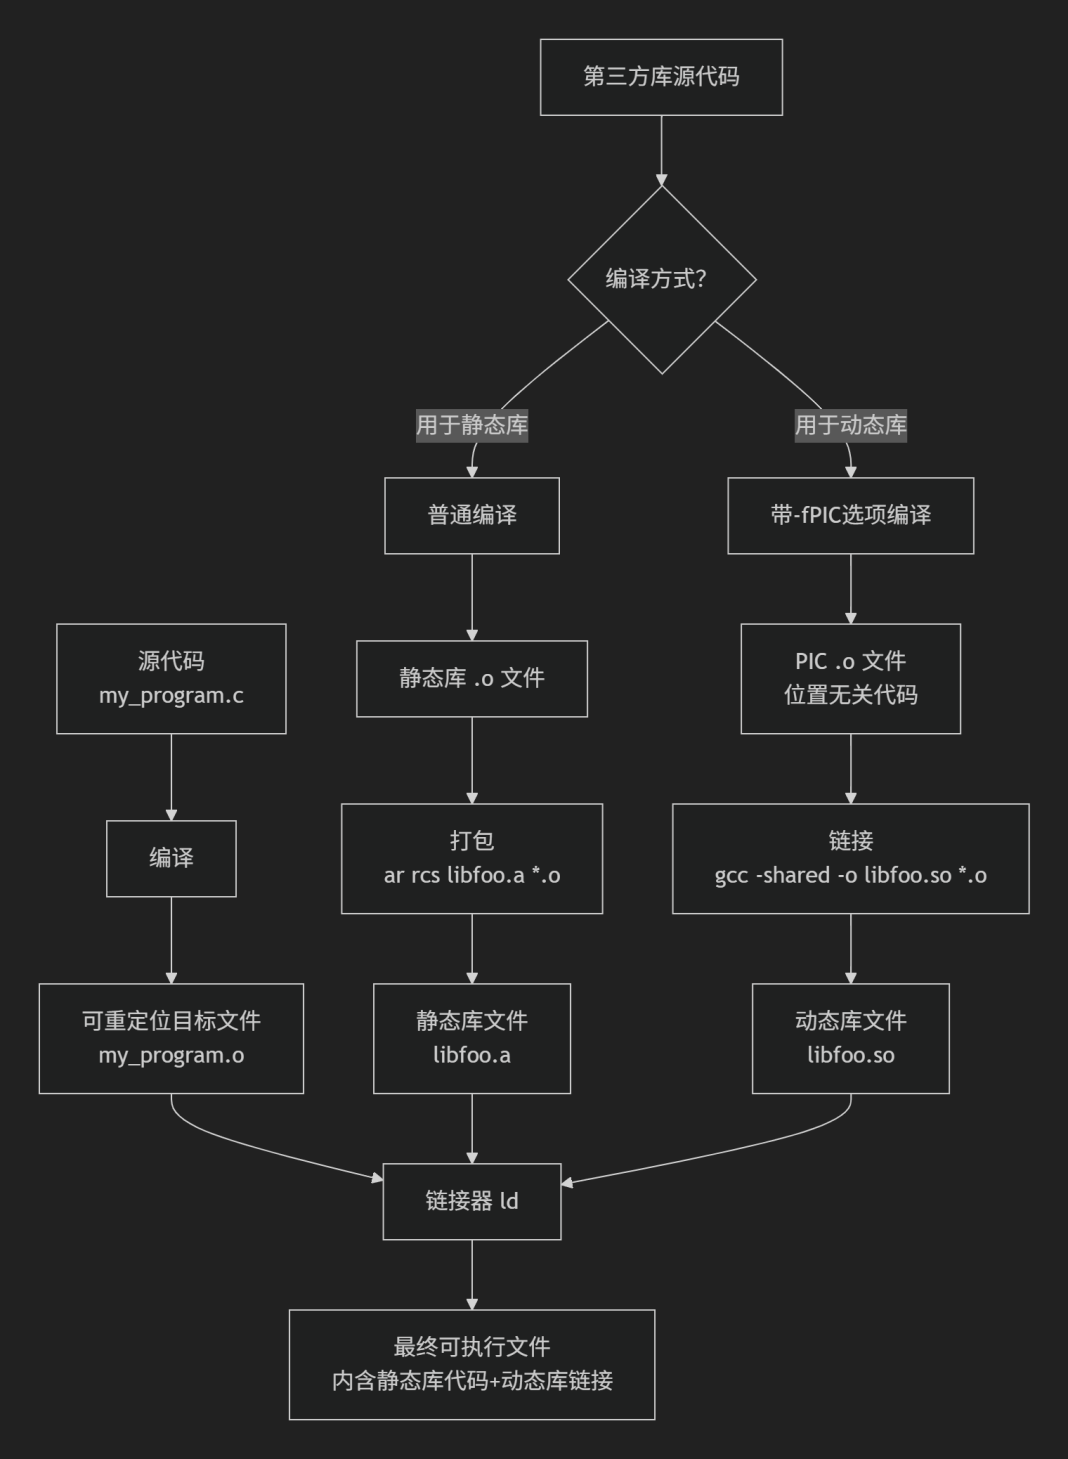 第三方库源代码
编译方式？
用于静态库
用于动态库
普通编译
带-fPIC选项编译
源代码
my_program.c
静态库 .o 文件
PIC .o 文件
位置无关代码
编译
打包
ar rcs libfoo.a *.o
链接
gcc -shared -o libfoo.so *.o
可重定位目标文件
my_program.o
静态库文件
libfoo.a
动态库文件
libfoo.so
链接器 ld
最终可执行文件
内含静态库代码+动态库链接